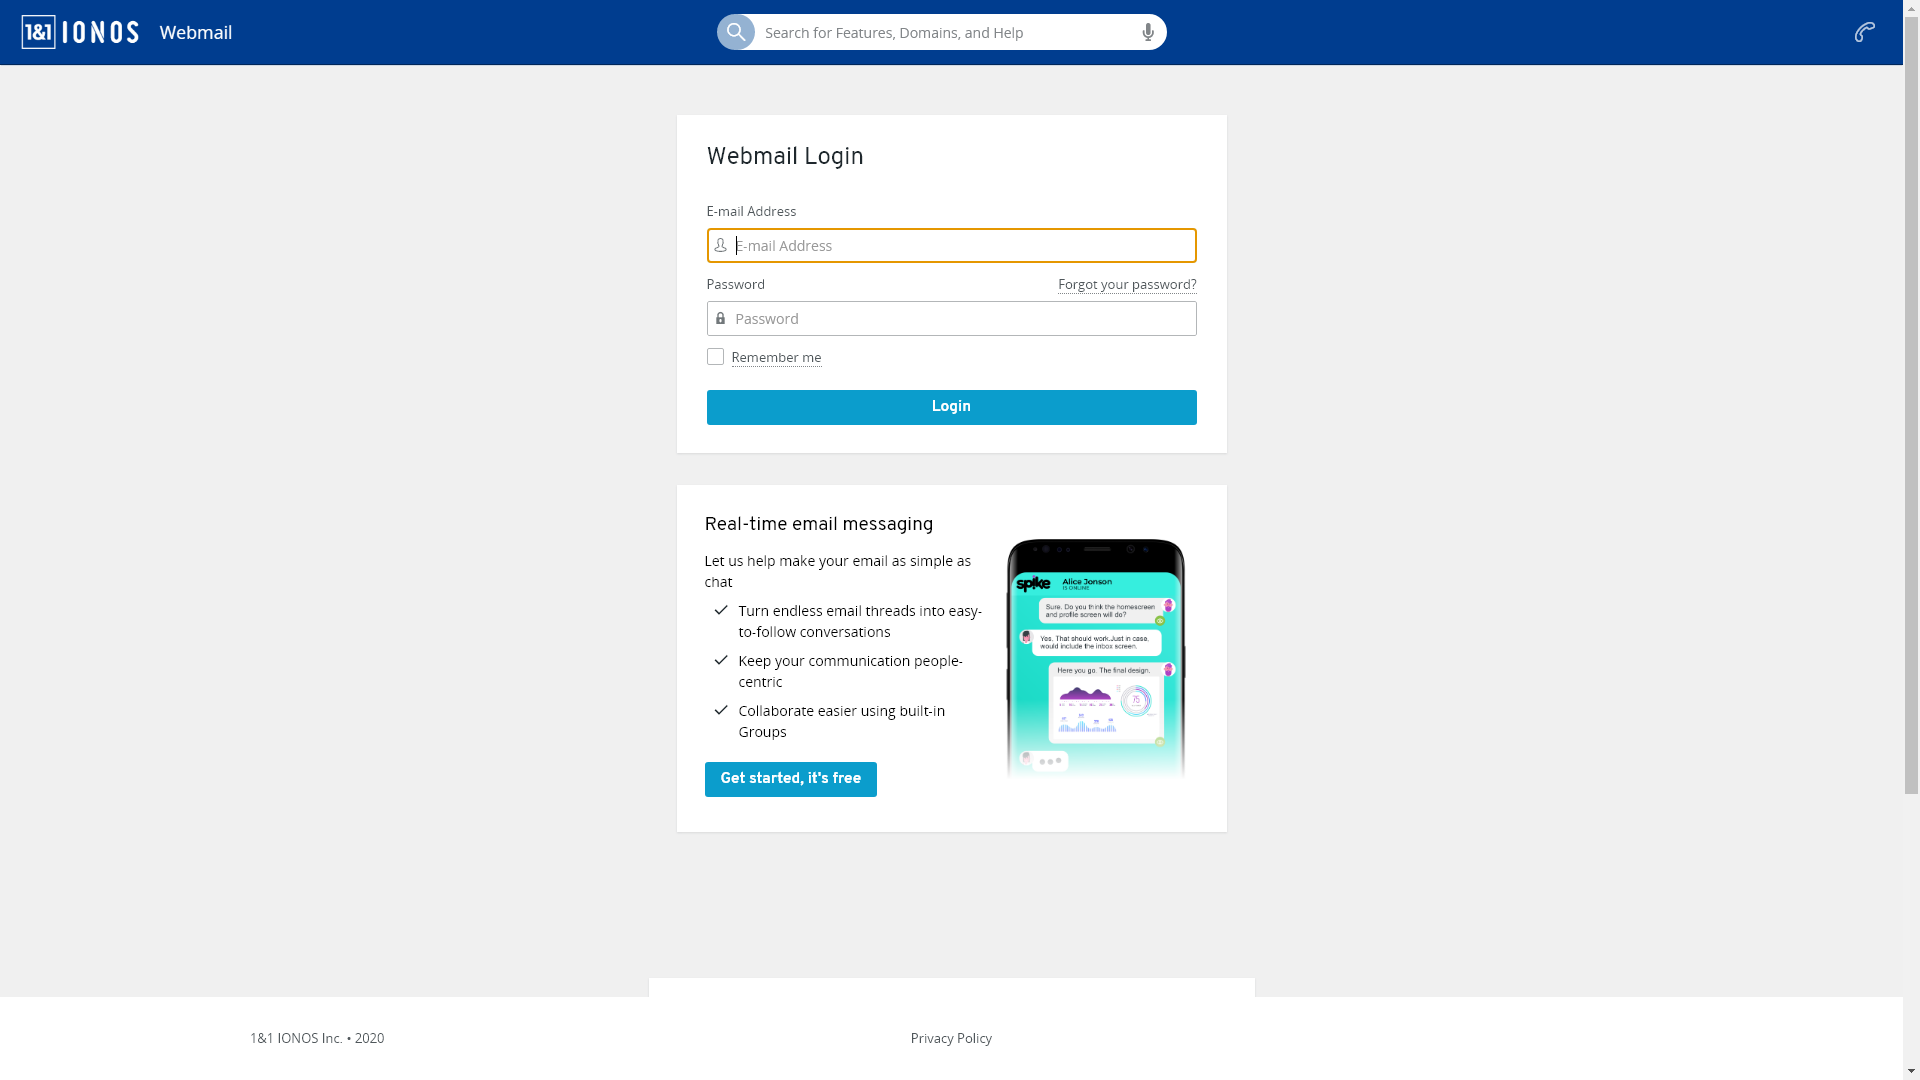 1&1 IONOS Webmail
Search for Features, Domains, and Help
Webmail Login
E-mail Address
E-mail Address
Password Forgot your password?
Password
Remember me
Login
Real-time email messaging
Let us help make your email as simple as
chat
Turn endless email threads into easy-
to-follow conversations
Keep your communication people-
centric
Collaborate easier using built-in
Groups
Get started, it's free
spike Alice Jonson
IS ONLINE
Sure. Do you think the homescreen
and profile screen will do?
Yes, That should work.Just in case,
would include the inbox screen.
Here you go. The final design.
75
1&1 IONOS Inc. • 2020
Privacy Policy